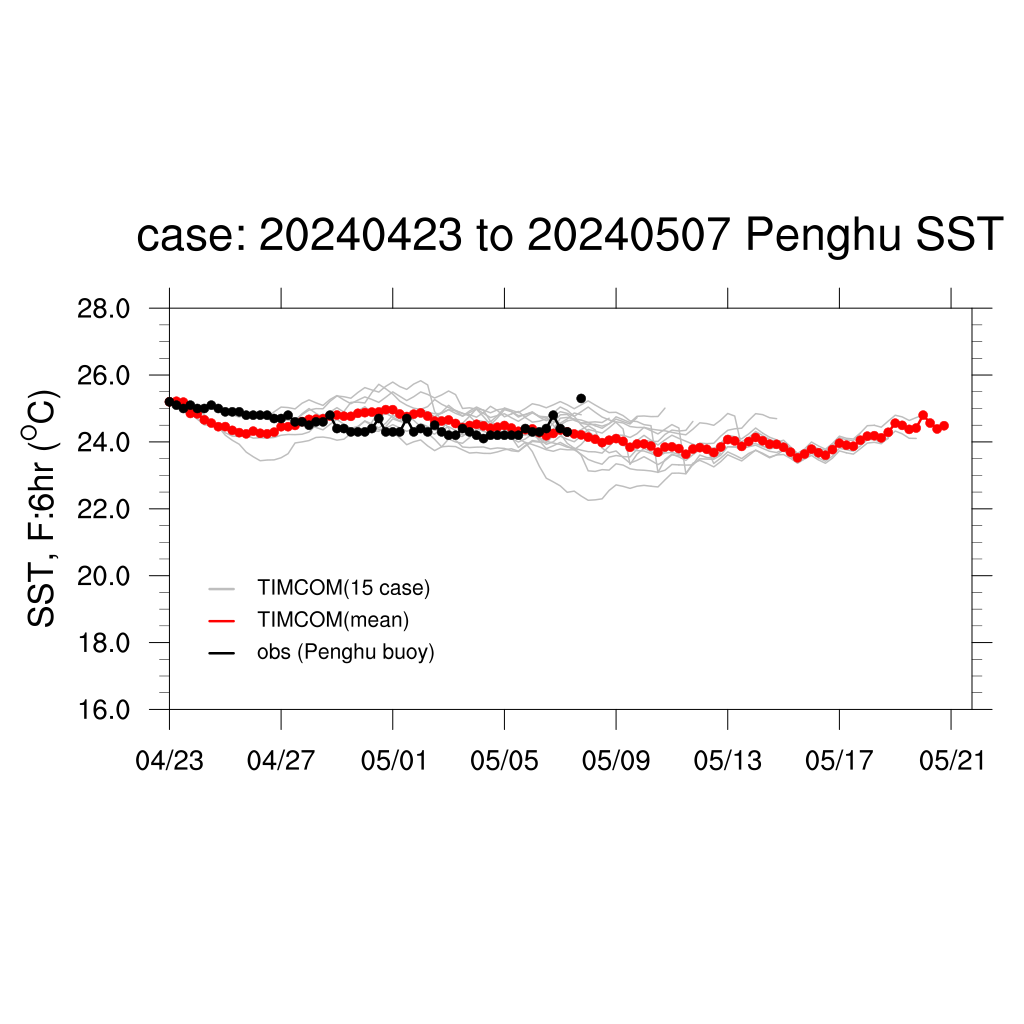 case: 20240423 to 20240507 Penghu SST
SST, F:6hr (°C)
28.0
26.0
24.0
22.0
20.0
18.0
16.0
TIMCOM(15 case)
TIMCOM(mean)
obs (Penghu buoy)
04/23 04/27 05/01 05/05 05/09 05/13 05/17 05/21